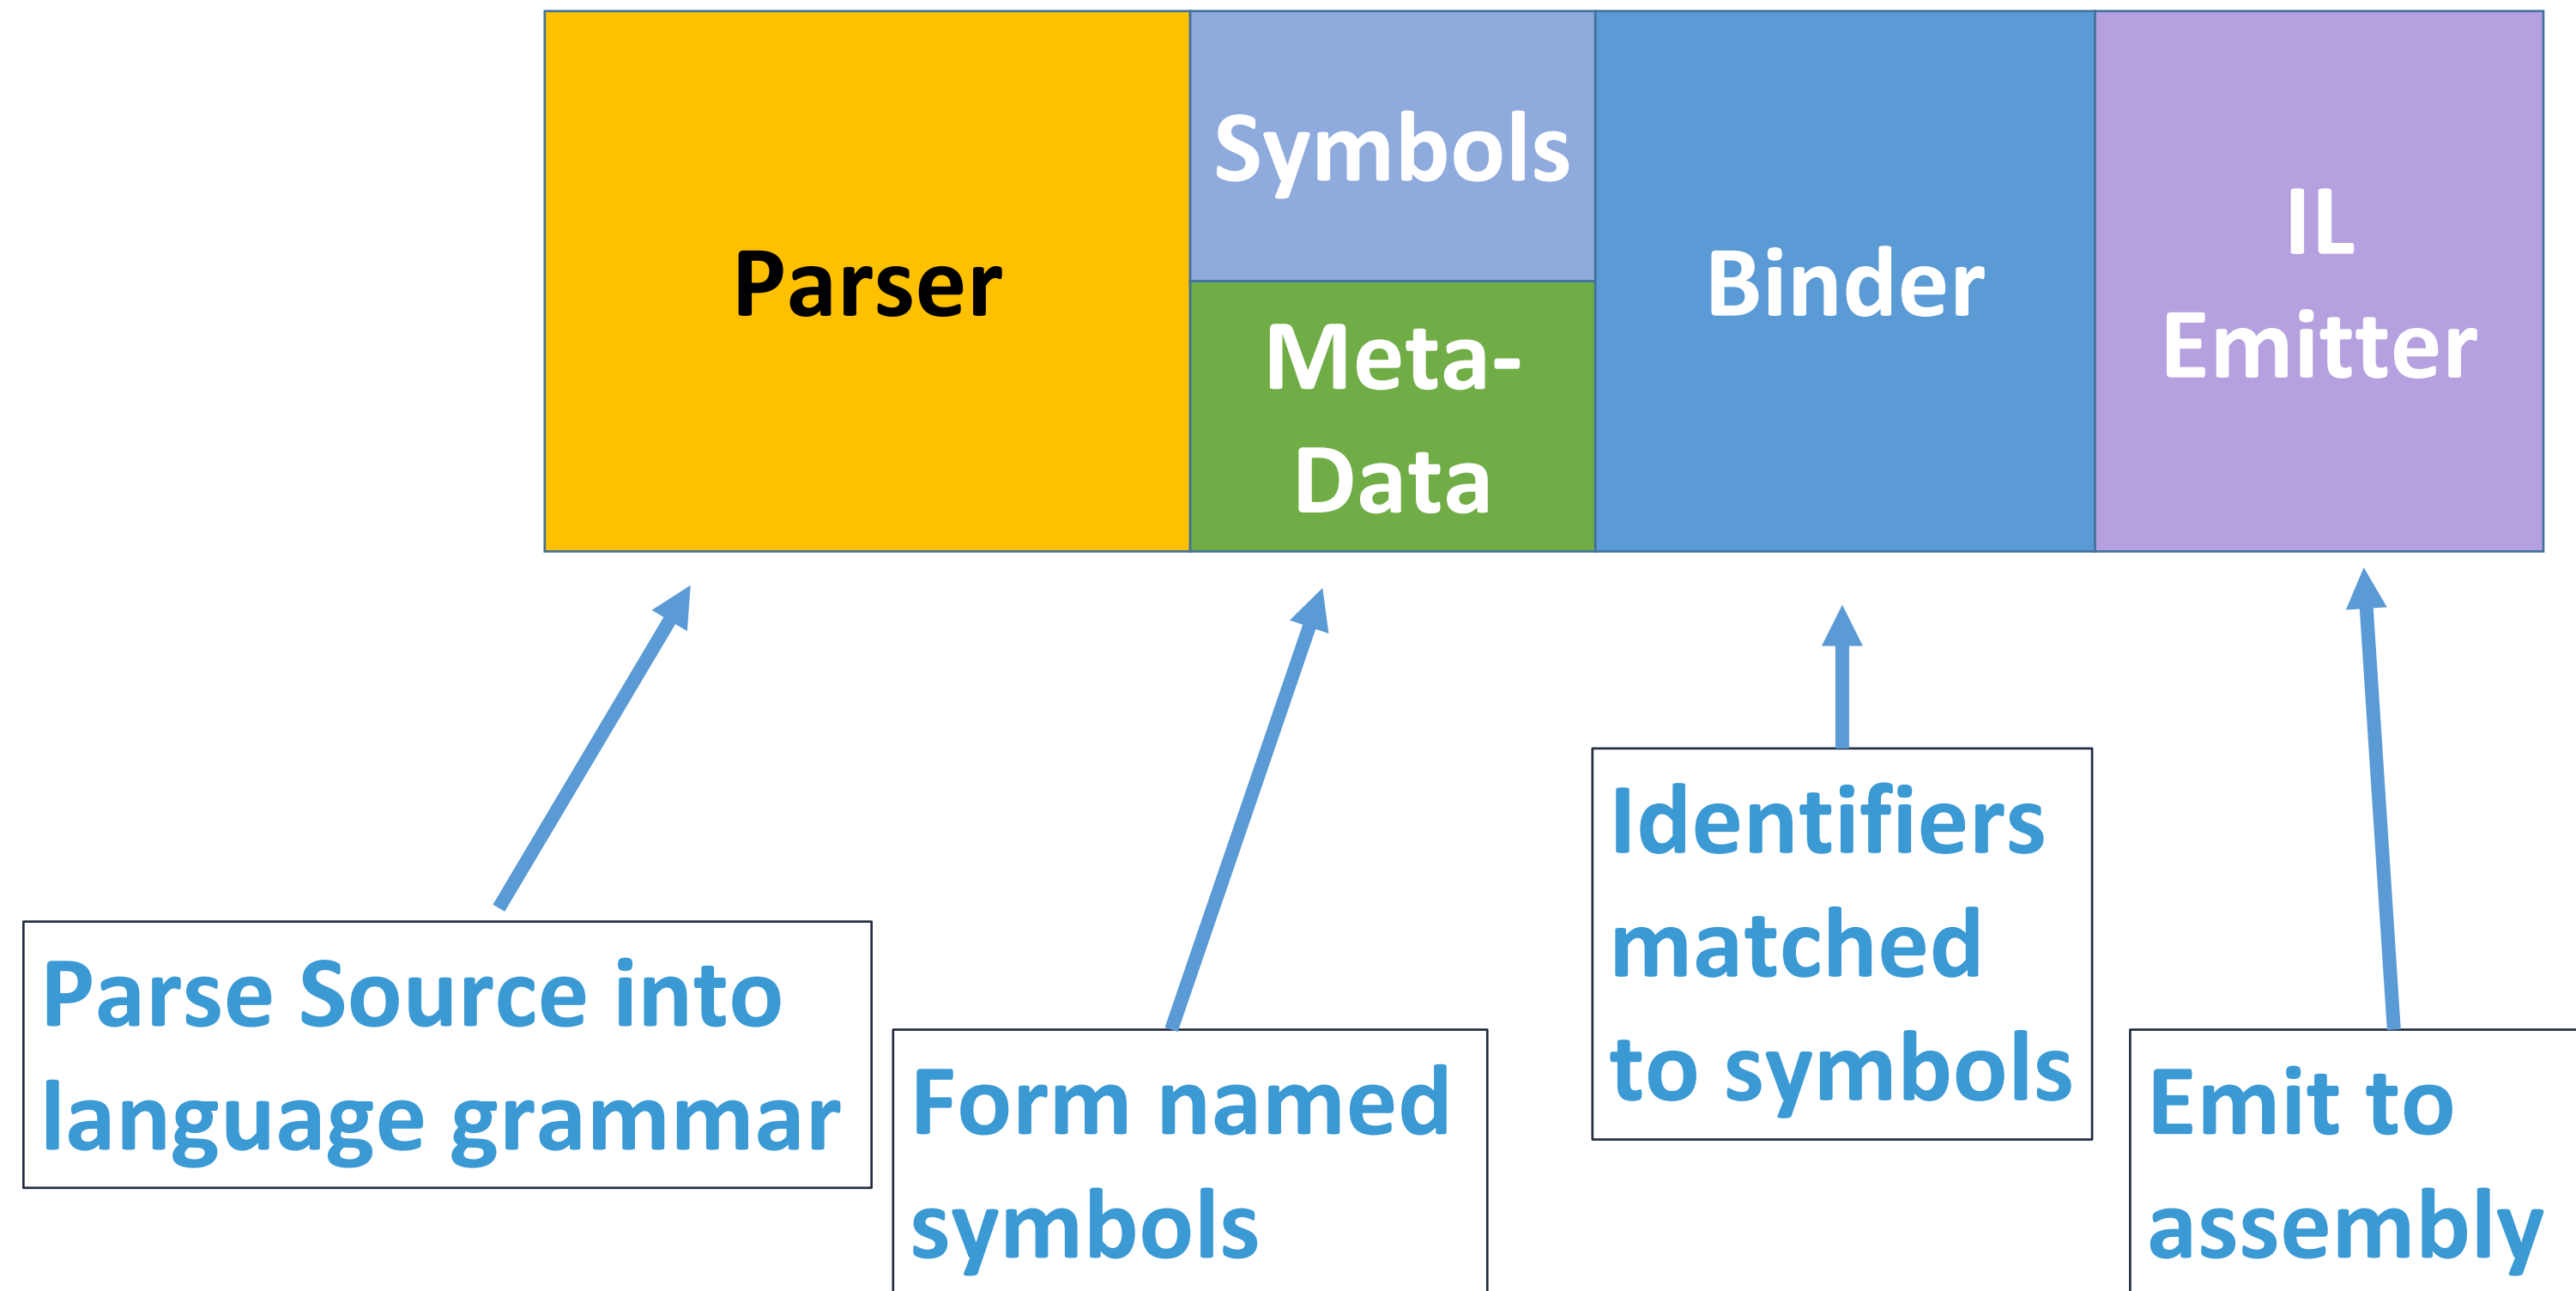 Parser
Symbols
Meta-
Data
Binder
IL
Emitter
Parse Source into
language grammar
Form named
symbols
Identifiers
matched
to symbols
Emit to
assembly